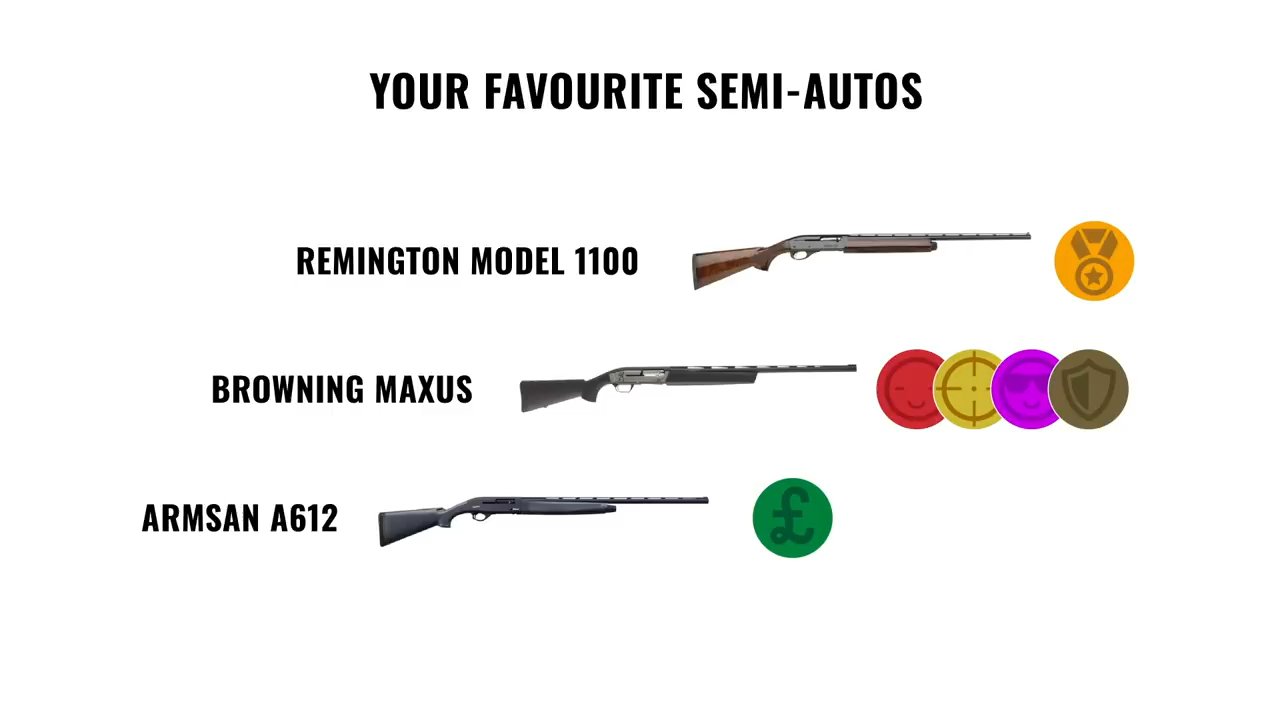 YOUR FAVOURITE SEMI-AUTOS
REMINGTON MODEL 1100
BROWNING MAXUS
ARMSAN A612
£